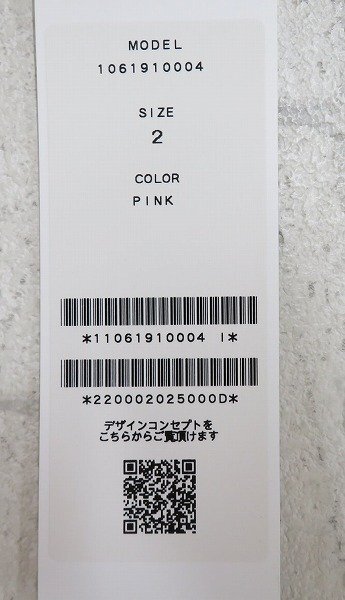 MODEL
1061910004
SIZE
2
COLOR
PINK
*11061910004 I*
*220002025000D*
デザインコンセプトを
こちらからご覧頂けます